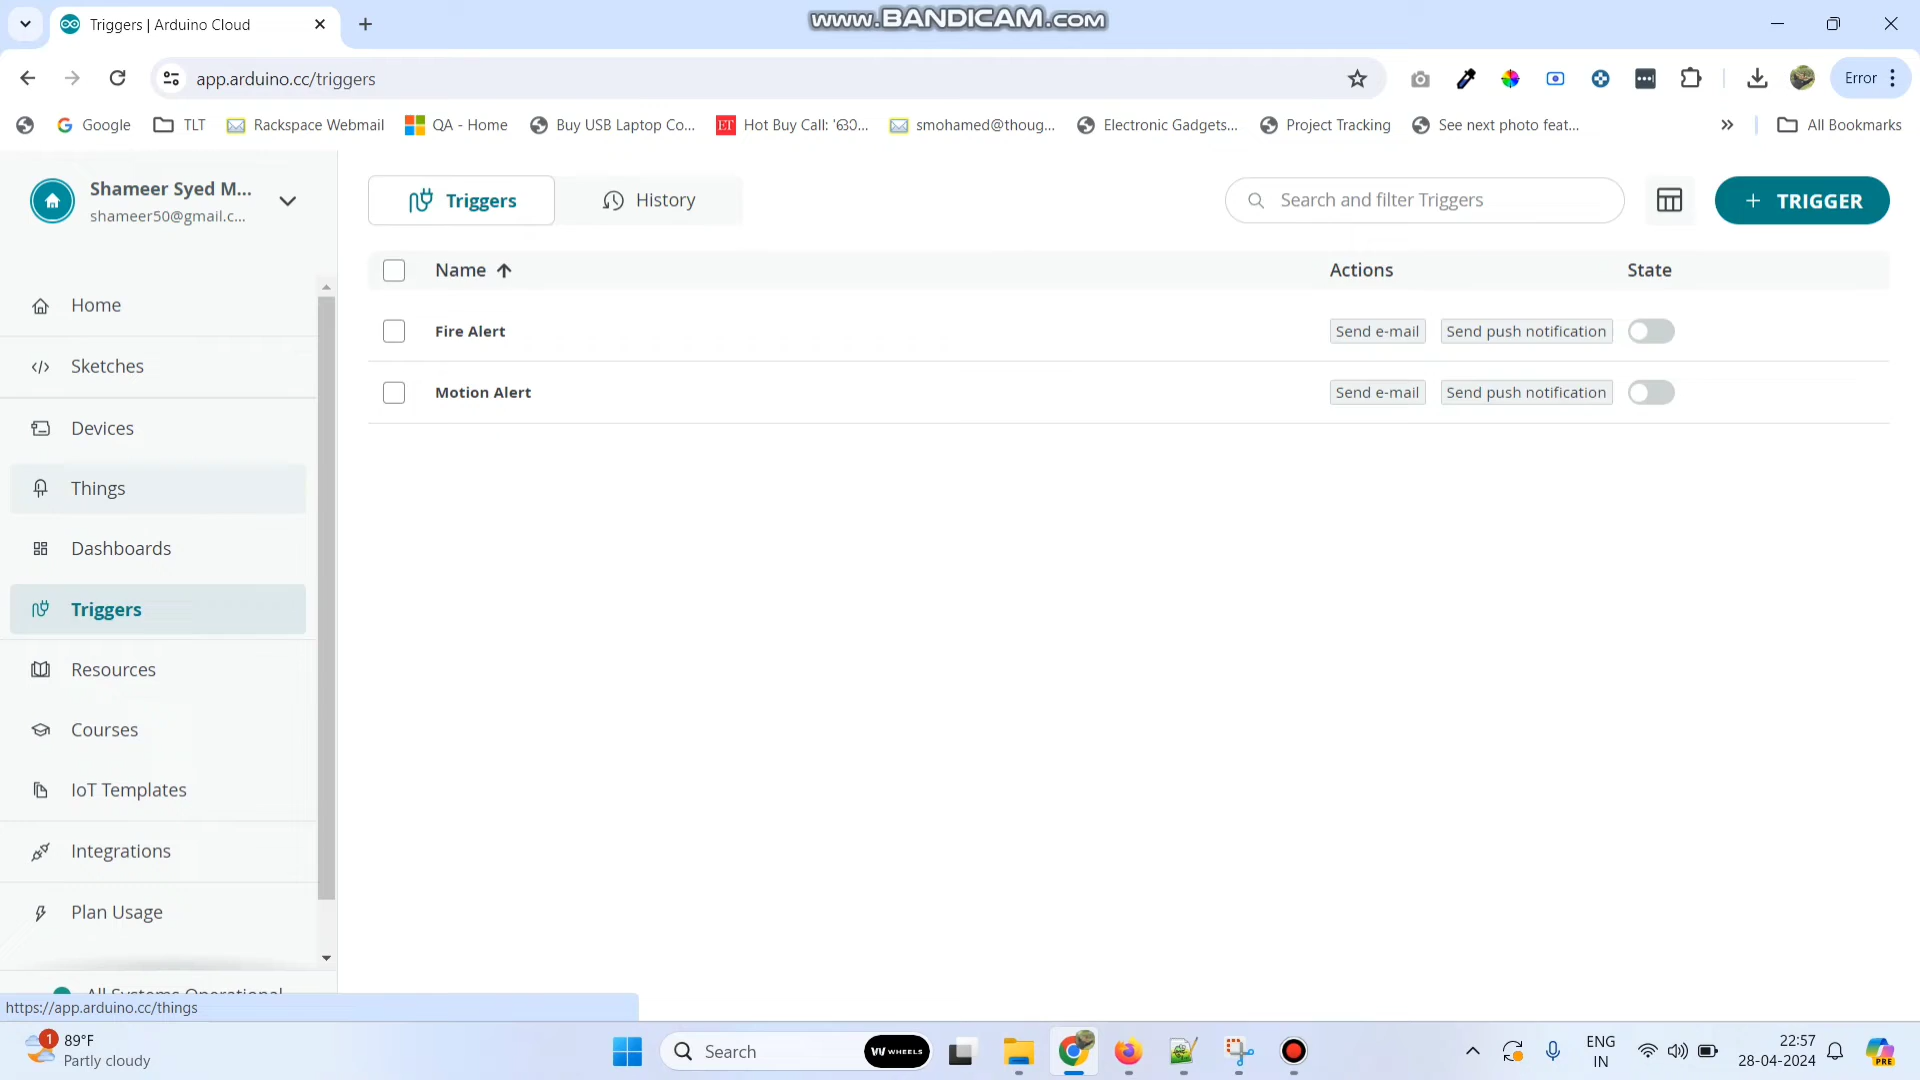 Triggers | Arduino Cloud
www.BANDICAM.com
app.arduino.cc/triggers
Error
Google
TLT
Rackspace Webmail
QA - Home
Buy USB Laptop Co...
ET
Hot Buy Call: 'ഔാ...
smohamed@thoug...
Electronic Gadgets...
Project Tracking
See next photo feat...
All Bookmarks
Shameer Syed M...
shameer50@gmail.c...
Triggers
History
Search and filter Triggers
+ TRIGGER
Name
Actions
State
Fire Alert
Send e-mail
Send push notification
Motion Alert
Send e-mail
Send push notification
Home
Sketches
Devices
Things
Dashboards
Triggers
Resources
Courses
IoT Templates
Integrations
Plan Usage
All Systems Operational
https://app.arduino.cc/things
1
89°F
Partly cloudy
Search
WHEELS
ENG
IN
22:57
28-04-2024
PRE